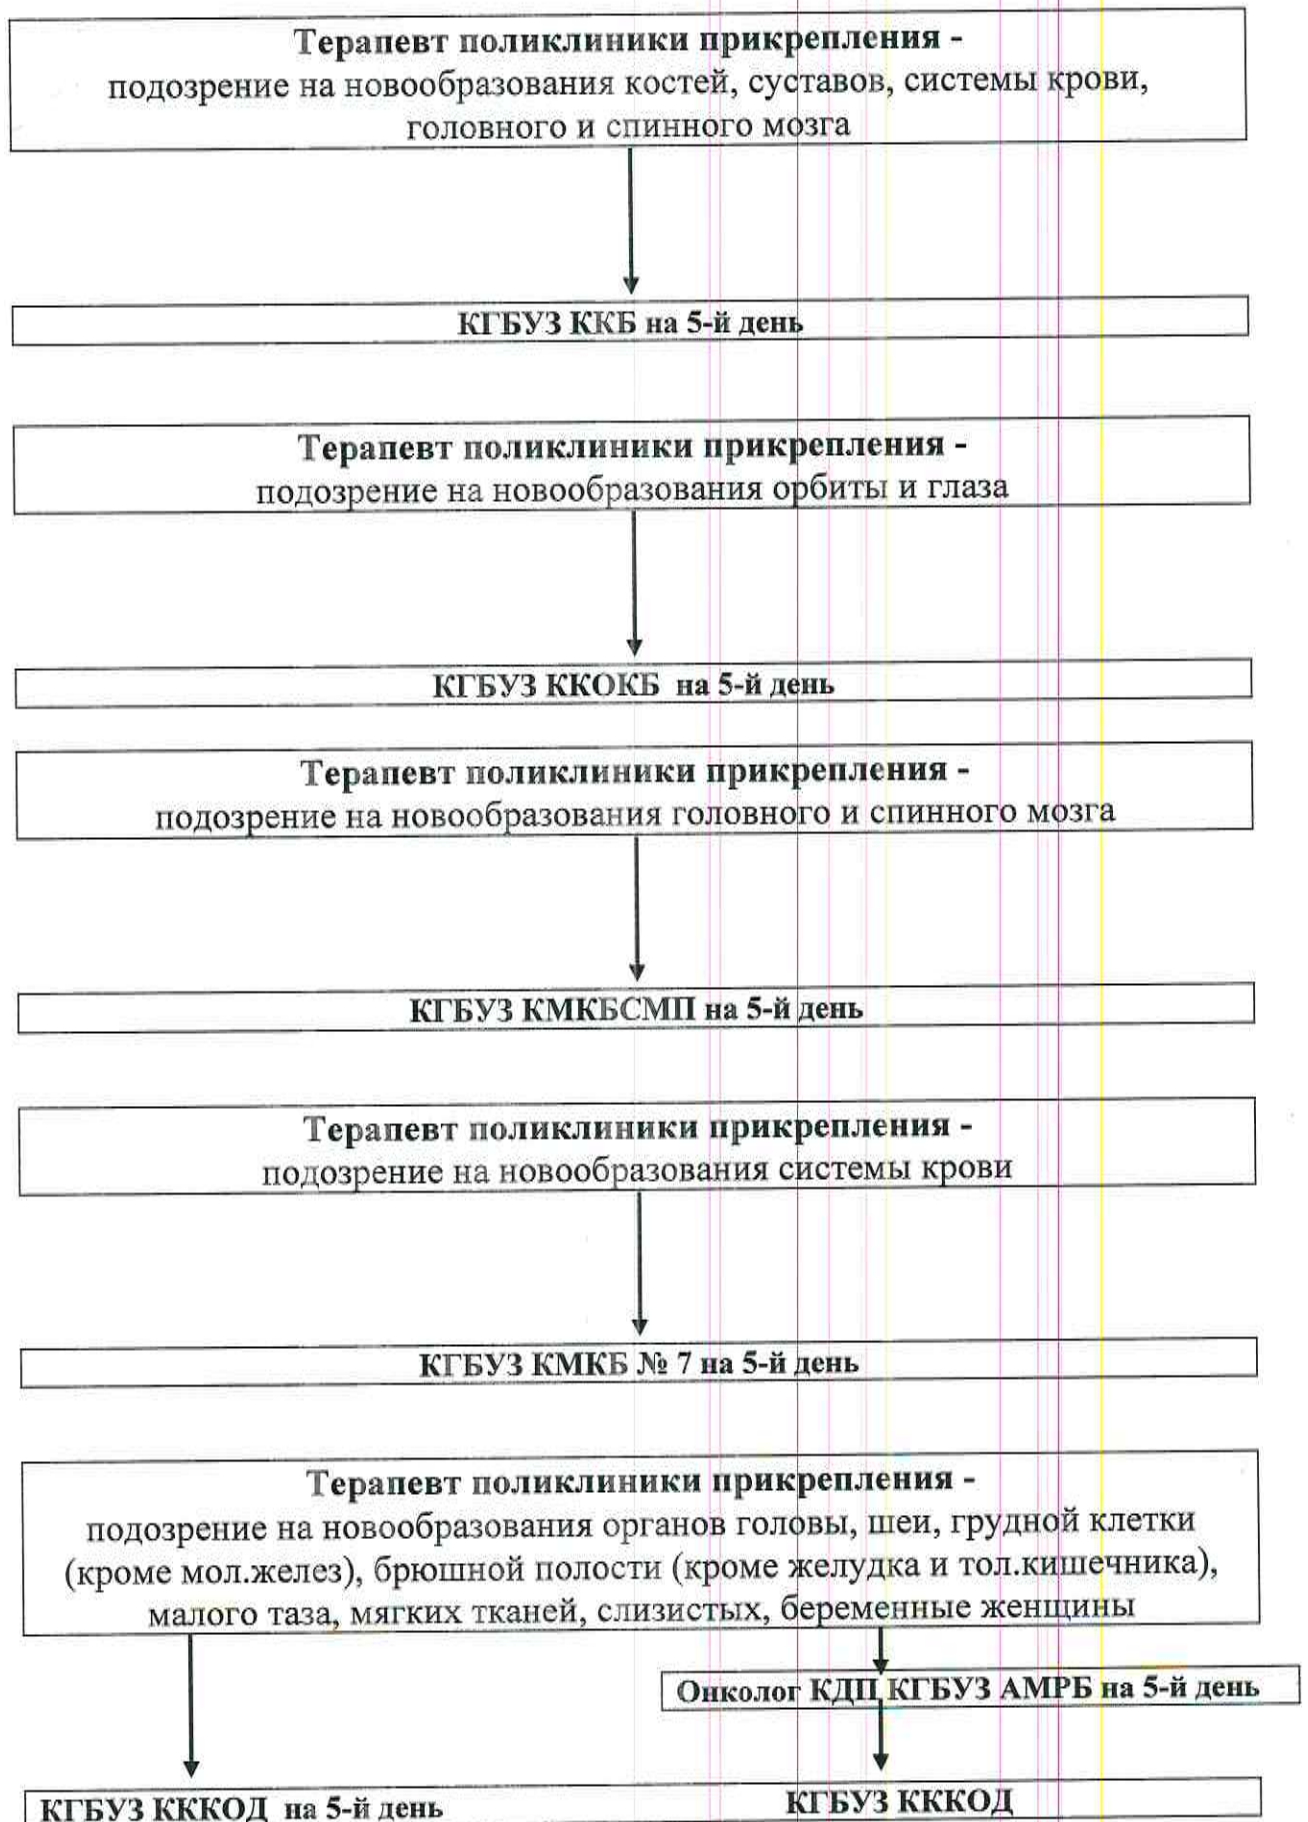 Терапевт поликлиники прикрепления -
подозрение на новообразования костей, суставов, системы крови,
головного и спинного мозга
КГБУЗ ККБ на 5-й день
Терапевт поликлиники прикрепления -
подозрение на новообразования орбиты и глаза
КГБУЗ ККОКБ на 5-й день
Терапевт поликлиники прикрепления -
подозрение на новообразования головного и спинного мозга
КГБУЗ КМКБСМП на 5-й день
Терапевт поликлиники прикрепления -
подозрение на новообразования системы крови
КГБУЗ КМКБ № 7 на 5-й день
Терапевт поликлиники прикрепления -
подозрение на новообразования органов головы, шеи, грудной клетки
(кроме мол.желез), брюшной полости (кроме желудка и тол.кишечника),
малого таза, мягких тканей, слизистых, беременные женщины
Онколог КДП КГБУЗ АМРБ на 5-й день
КГБУЗ КККОД на 5-й день
КГБУЗ КККОД